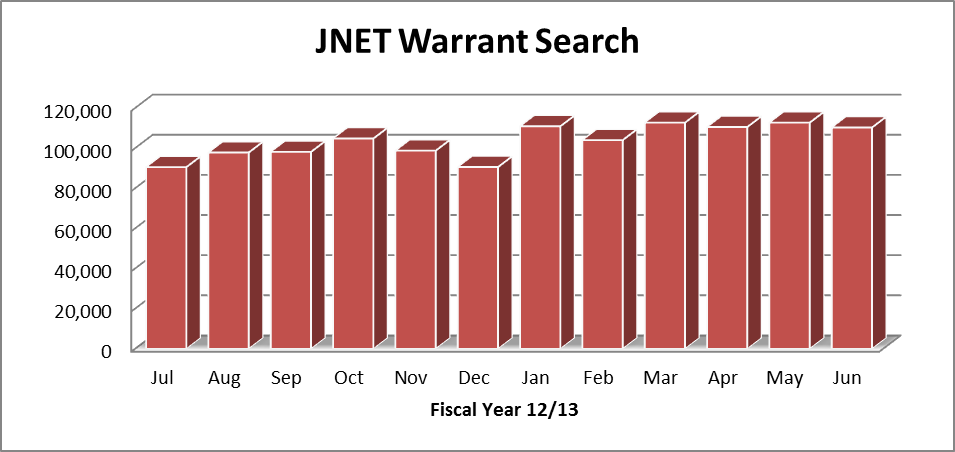 JNET Warrant Search
120,000
100,000
80,000
60,000
40,000
20,000
0
Jul Aug Sep Oct Nov Dec Jan Feb Mar Apr May Jun
Fiscal Year 12/13